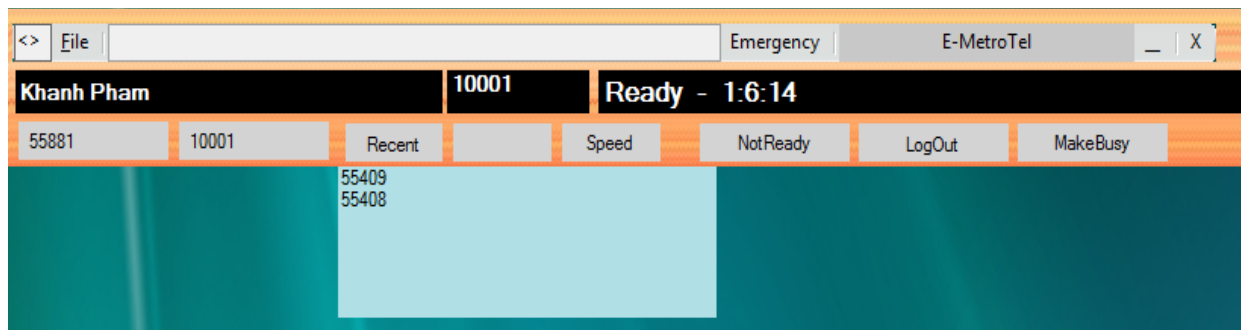 <> File Emergency E-MetroTel _ X
Khanh Pham 10001 Ready - 1:6:14
55881 10001 Recent Speed NotReady LogOut MakeBusy
55409
55408